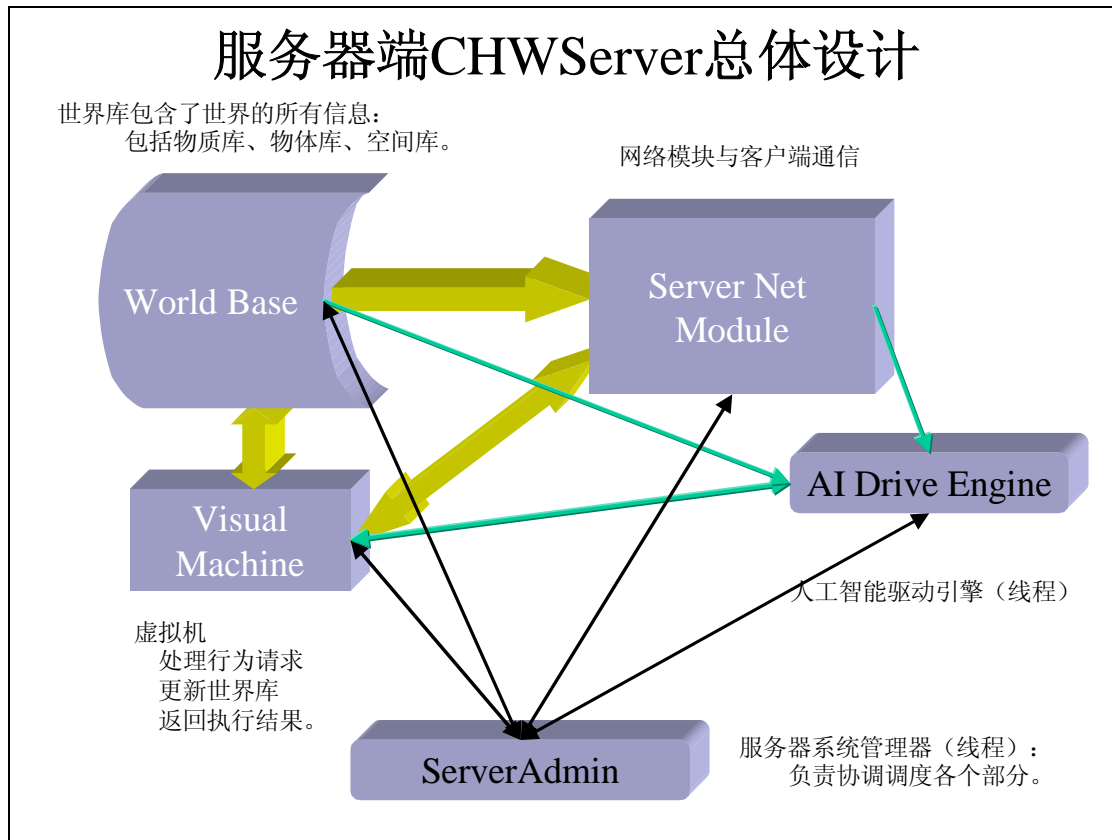 服务器端CHWServer总体设计
世界库包含了世界的所有信息：
包括物质库、物体库、空间库。
网络模块与客户端通信
World Base
Server Net
Module
AI Drive Engine
Visual
Machine
人工智能驱动引擎（线程）
虚拟机
处理行为请求
更新世界库
返回执行结果。
ServerAdmin
服务器系统管理器（线程）：
负责协调调度各个部分。